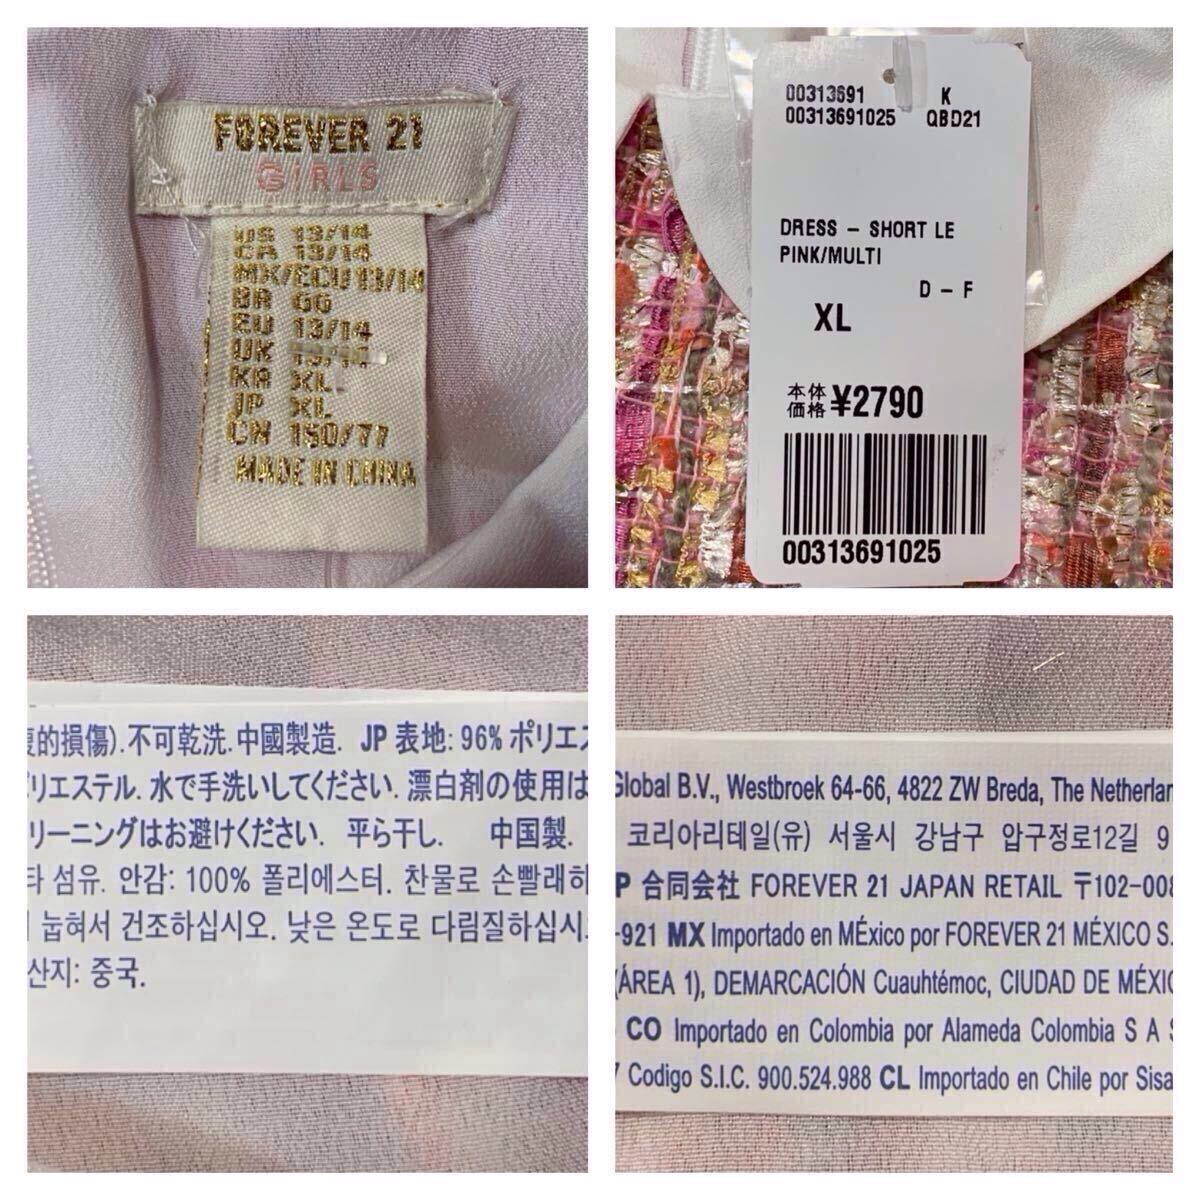 FOREVER 21
GIRLS
US 13/14
CA 13/14
MX/ECU 13/14
BR GG
EU 13/14
UK 13/14
KR XL
JP XL
CN 150/77
MADE IN CHINA
00313691 K
00313691025 QBD21
DRESS - SHORT LE
PINK/MULTI
D - F
XL
本体価格 ¥2790
00313691025
的損傷).不可乾洗.中國製造. JP 表地: 96% ポリエス
リエステル. 水で手洗いしてください. 漂白剤の使用は
リーニングはお避けください. 平ら干し. 中国製.
타 섬유. 안감: 100% 폴리에스터. 찬물로 손빨래하
눕혀서 건조하십시오. 낮은 온도로 다림질하십시
산지: 중국.
Global B.V., Westbroek 64-66, 4822 ZW Breda, The Netherlan
코리아리테일(유) 서울시 강남구 압구정로12길 9
P 合同会社 FOREVER 21 JAPAN RETAIL 〒102-008
-921 MX Importado en MÉxico por FOREVER 21 MÉXICO S.
(ÁREA 1), DEMARCACIÓN Cuauhtémoc, CIUDAD DE MÉXIC
CO Importado en Colombia por Alameda Colombia S A S
7 Codigo S.I.C. 900.524.988 CL Importado en Chile por Sisa